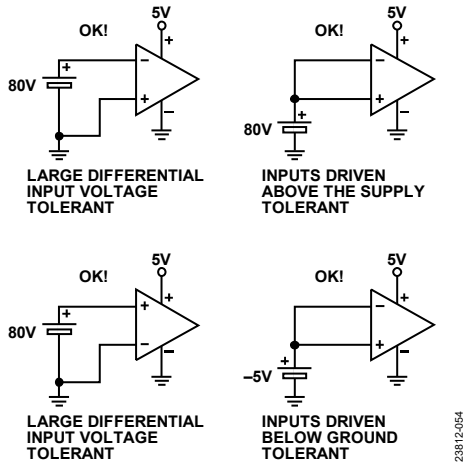 5V
OK!
+
+
−
80V
+
−
LARGE DIFFERENTIAL
INPUT VOLTAGE
TOLERANT
5V
OK!
+
−
+
+
80V
−
INPUTS DRIVEN
ABOVE THE SUPPLY
TOLERANT
5V
OK!
+
+
+
80V
−
−
LARGE DIFFERENTIAL
INPUT VOLTAGE
TOLERANT
5V
OK!
+
−
+
+
–5V
−
INPUTS DRIVEN
BELOW GROUND
TOLERANT
23812-054